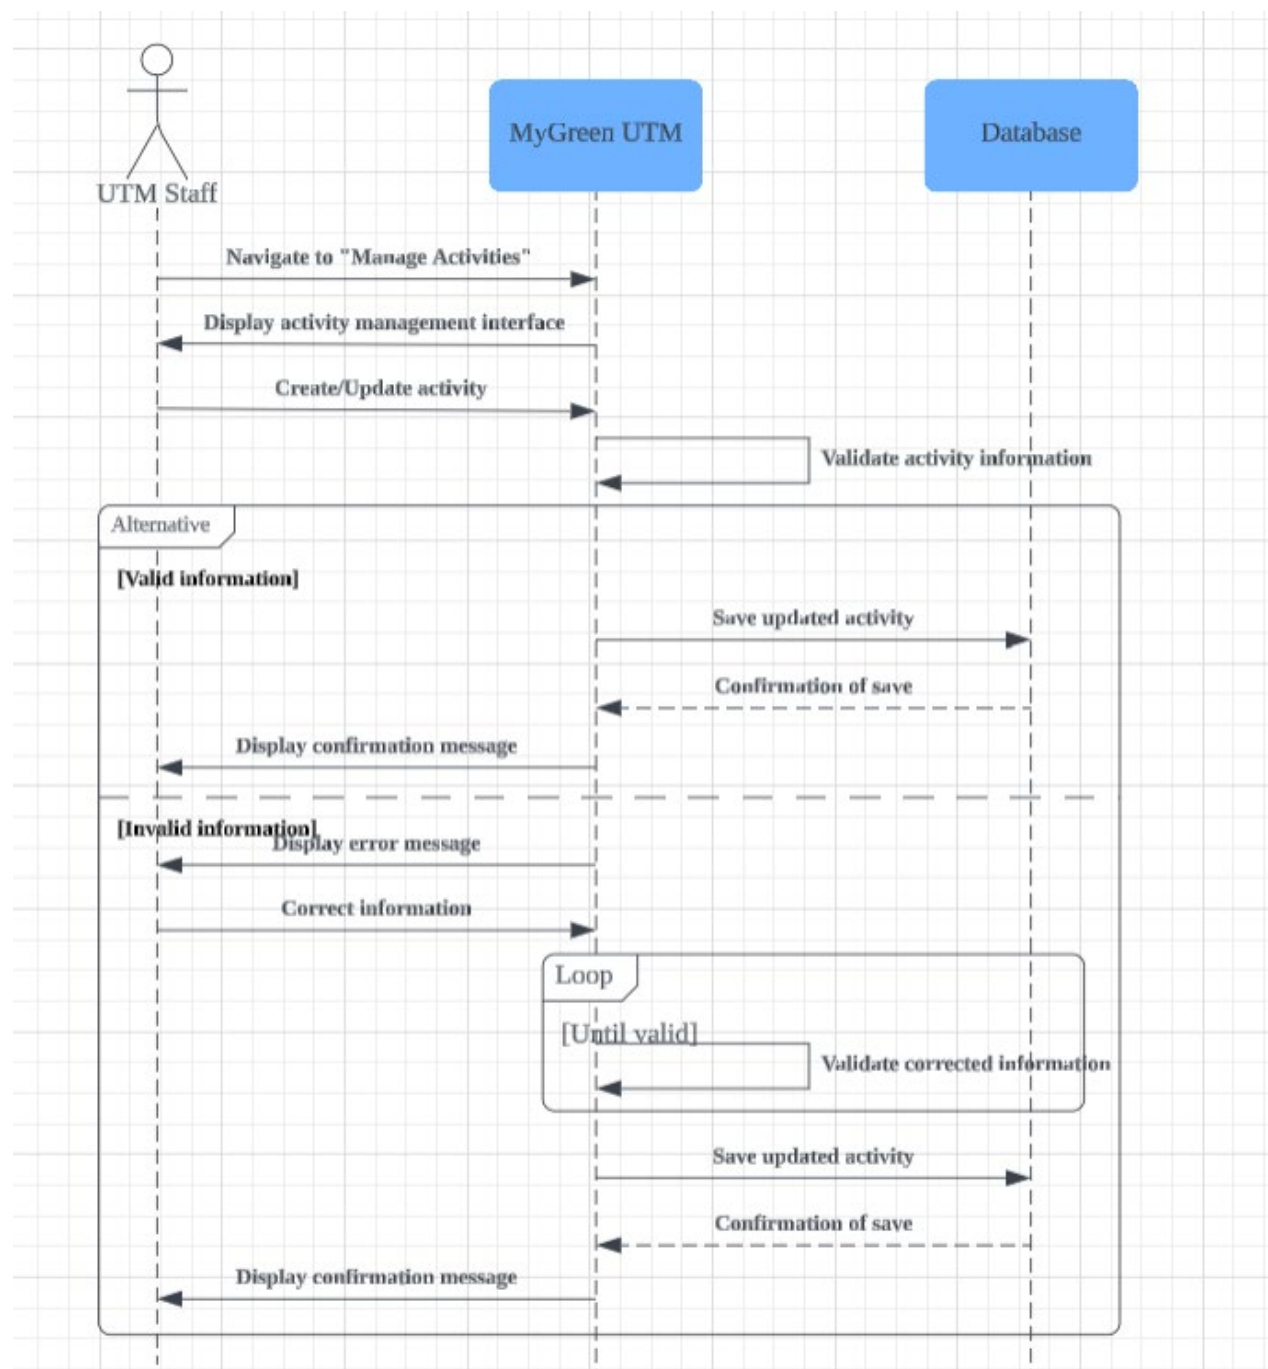 MyGreen UTM
Database
UTM Staff
Navigate to "Manage Activities"
Display activity management interface
Create/Update activity
Validate activity information
Alternative
[Valid information]
Save updated activity
Confirmation of save
Display confirmation message
[Invalid information]
Display error message
Correct information
Loop
[Until valid]
Validate corrected information
Save updated activity
Confirmation of save
Display confirmation message